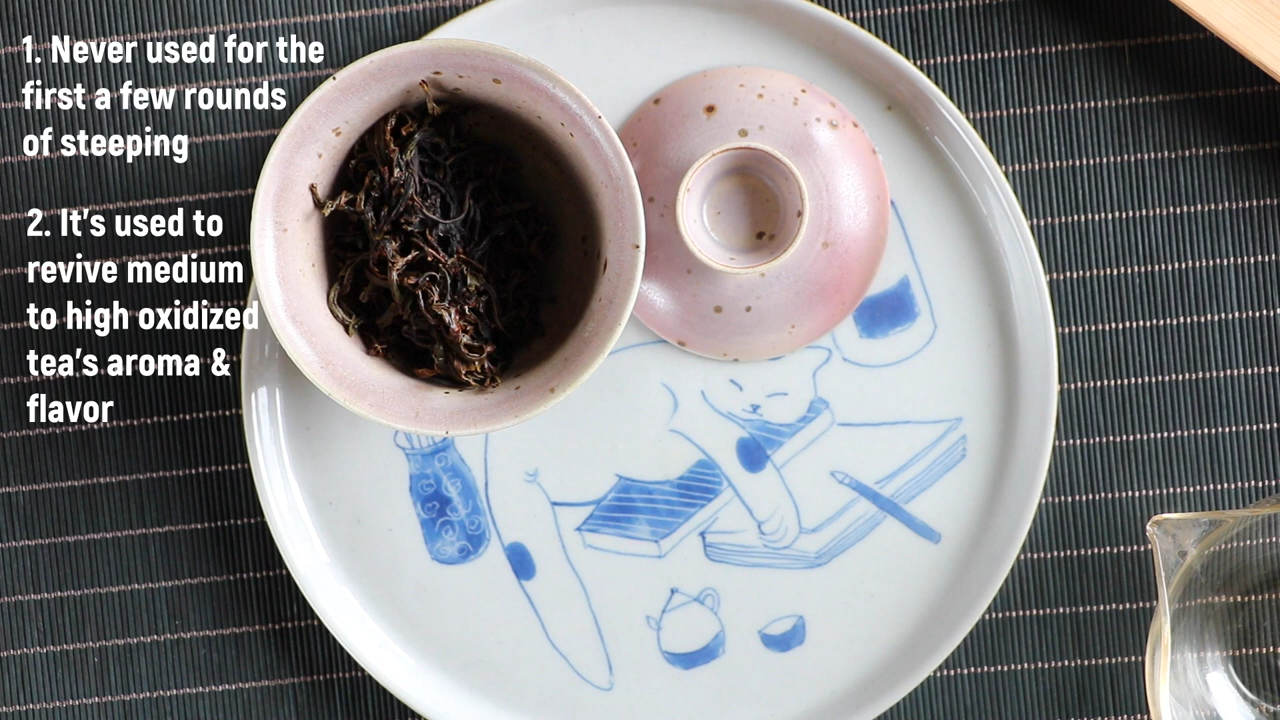 1. Never used for the
first a few rounds
of steeping
2. It's used to
revive medium
to high oxidized
tea's aroma &
flavor